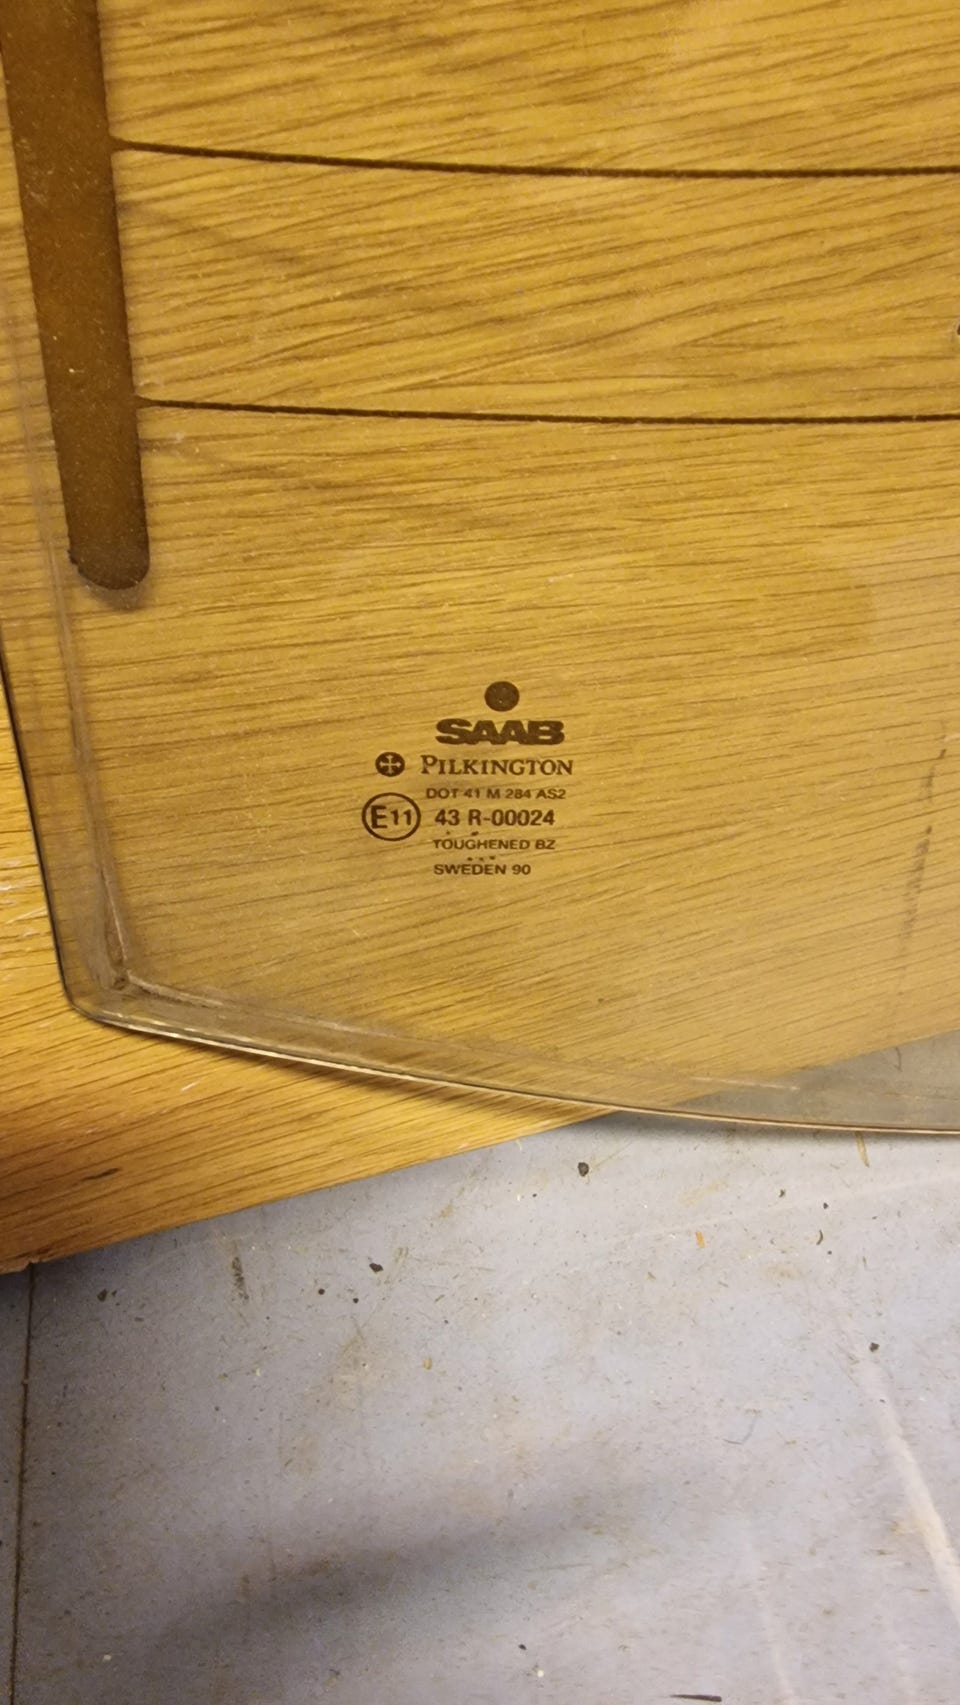 SAAB
PILKINGTON
DOT 41 M 284 AS2
E11 43 R-00024
TOUGHENED BZ
SWEDEN 90